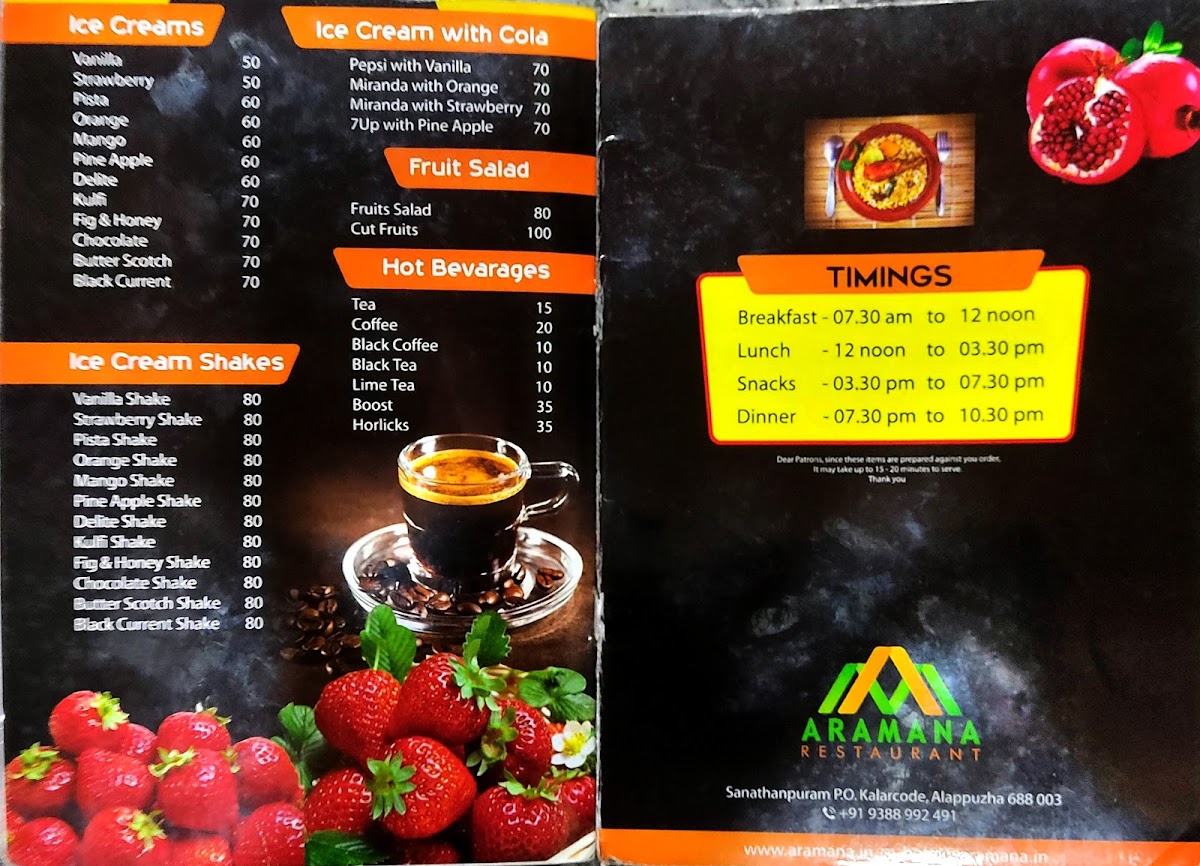 Ice Creams
Vanilla 50
Strawberry 50
Pista 60
Orange 60
Mango 60
Pine Apple 60
Delite 60
Kulfi 70
Fig & Honey 70
Chocolate 70
Butter Scotch 70
Black Current 70
Ice Cream Shakes
Vanilla Shake 80
Strawberry Shake 80
Pista Shake 80
Orange Shake 80
Mango Shake 80
Pine Apple Shake 80
Delite Shake 80
Kulfi Shake 80
Fig & Honey Shake 80
Chocolate Shake 80
Butter Scotch Shake 80
Black Current Shake 80
Ice Cream with Cola
Pepsi with Vanilla 70
Miranda with Orange 70
Miranda with Strawberry 70
7Up with Pine Apple 70
Fruit Salad
Fruits Salad 80
Cut Fruits 100
Hot Bevarages
Tea 15
Coffee 20
Black Coffee 10
Black Tea 10
Lime Tea 10
Boost 35
Horlicks 35
TIMINGS
Breakfast - 07.30 am to 12 noon
Lunch - 12 noon to 03.30 pm
Snacks - 03.30 pm to 07.30 pm
Dinner - 07.30 pm to 10.30 pm
Dear Patrons, since these items are prepared against you order,
It may take up to 15 - 20 minutes to serve.
Thank you
ARAMANA
RESTAURANT
Sanathanpuram P.O. Kalarcode, Alappuzha 688 003
+91 9388 992 491
www.aramana.in